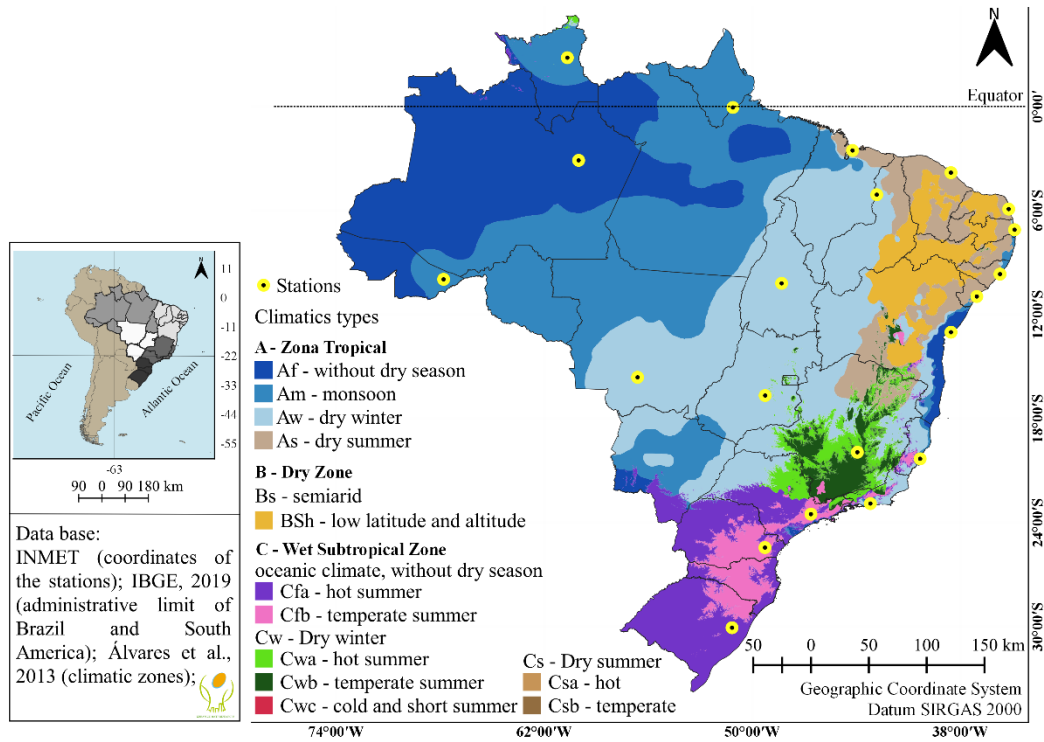 N
Equator
0°00'
6°00'S
12°00'S
18°00'S
24°00'S
30°00'S
11
0
-11
-22
-33
-44
-55
Pacific Ocean
Atlantic Ocean
-63
90 0 90 180 km
Data base:
INMET (coordinates of
the stations); IBGE, 2019
(administrative limit of
Brazil and South
America); Álvares et al.,
2013 (climatic zones);
Stations
Climatics types
A - Zona Tropical
Af - without dry season
Am - monsoon
Aw - dry winter
As - dry summer
B - Dry Zone
Bs - semiarid
BSh - low latitude and altitude
C - Wet Subtropical Zone
oceanic climate, without dry season
Cfa - hot summer
Cfb - temperate summer
Cw - Dry winter
Cwa - hot summer
Cwb - temperate summer
Cwc - cold and short summer
Cs - Dry summer
Csa - hot
Csb - temperate
50 0 50 100 150 km
Geographic Coordinate System
Datum SIRGAS 2000
74°00'W 62°00'W 50°00'W 38°00'W